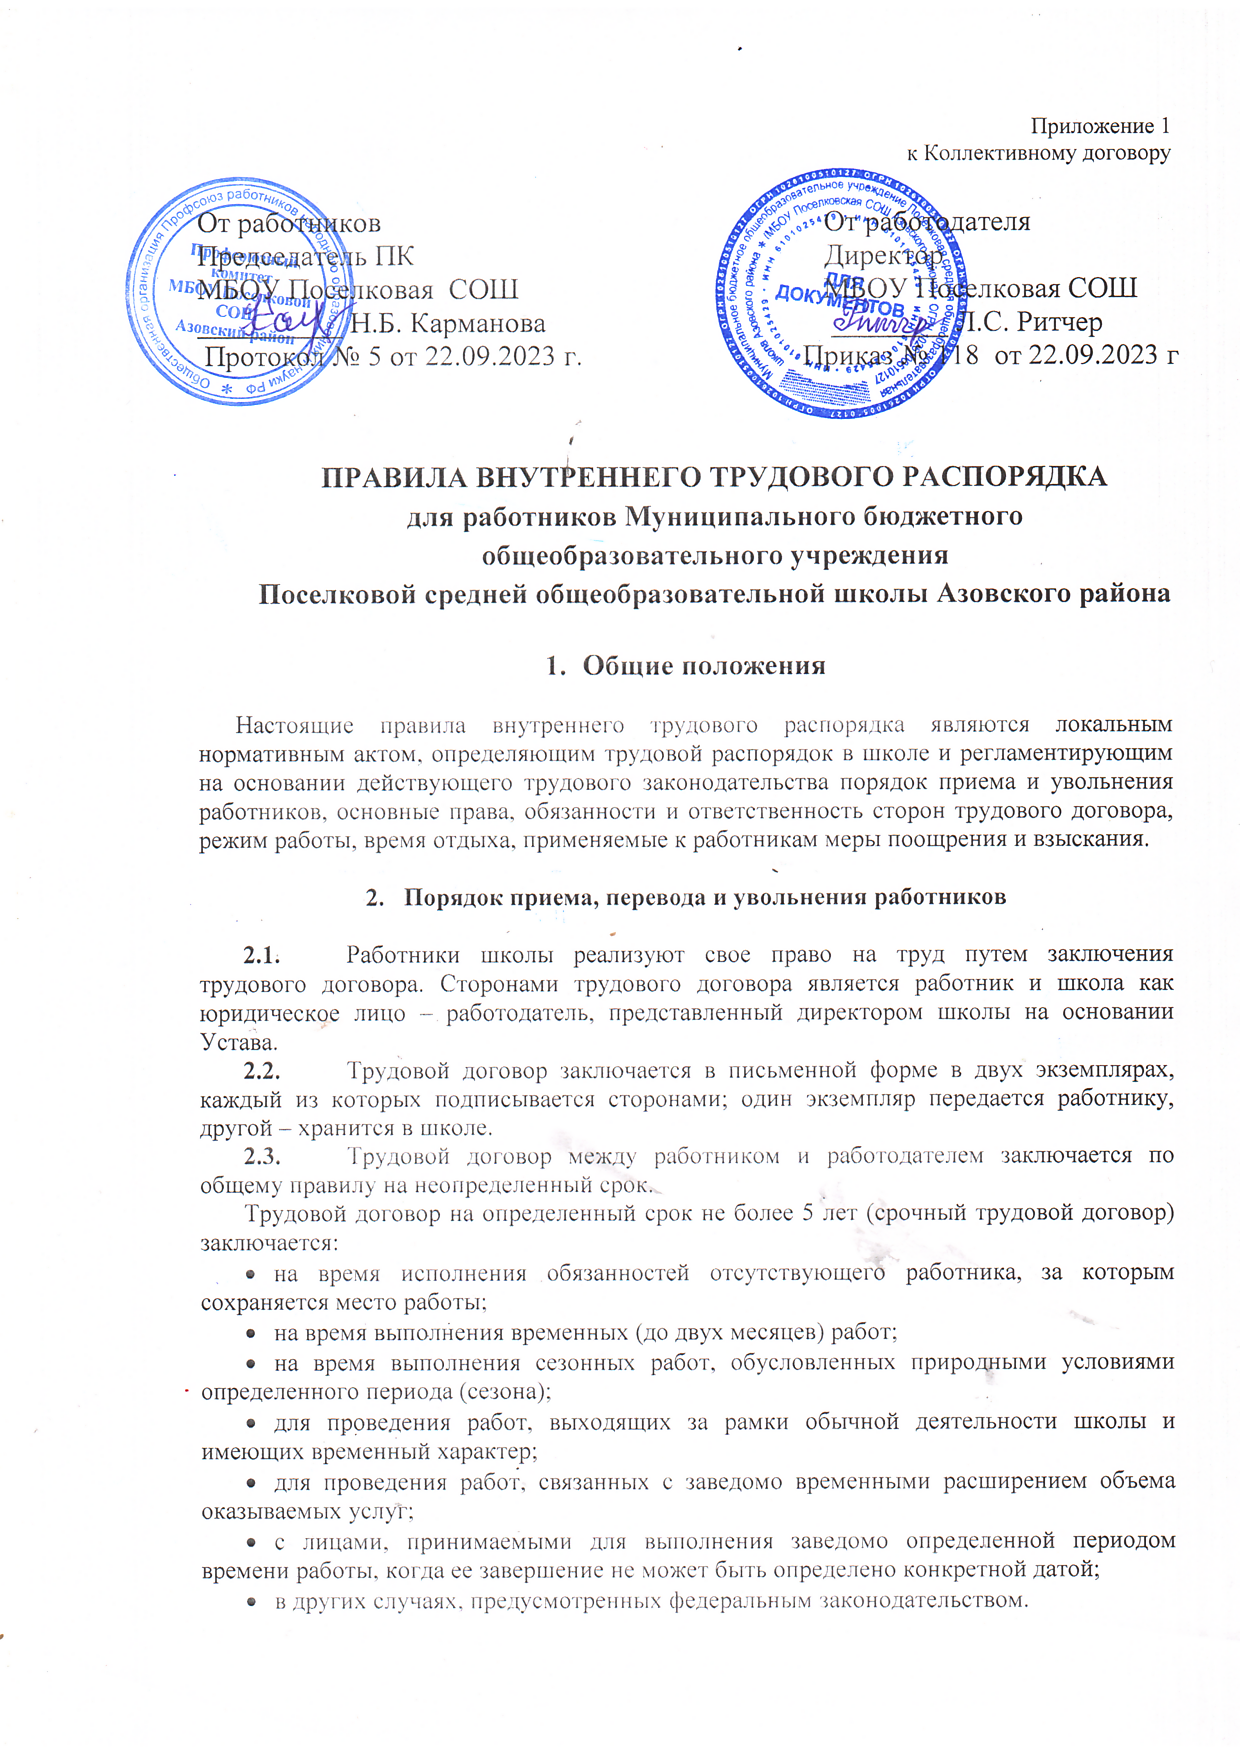 Приложение 1
к Коллективному договору
От работников
Председатель ПК
МБОУ Поселковая СОШ
Н.Б. Карманова
Протокол № 5 от 22.09.2023 г.
От работодателя
Директор
МБОУ Поселковая СОШ
Л.С. Ритчер
Приказ № 118 от 22.09.2023 г
Профсоюзный
комитет
МБОУ Поселковой
СОШ
Азовский район
ДЛЯ
ДОКУМЕНТОВ
ПРАВИЛА ВНУТРЕННЕГО ТРУДОВОГО РАСПОРЯДКА
для работников Муниципального бюджетного
общеобразовательного учреждения
Поселковой средней общеобразовательной школы Азовского района
1. Общие положения
Настоящие правила внутреннего трудового распорядка являются локальным
нормативным актом, определяющим трудовой распорядок в школе и регламентирующим
на основании действующего трудового законодательства порядок приема и увольнения
работников, основные права, обязанности и ответственность сторон трудового договора,
режим работы, время отдыха, применяемые к работникам меры поощрения и взыскания.
2. Порядок приема, перевода и увольнения работников
2.1. Работники школы реализуют свое право на труд путем заключения
трудового договора. Сторонами трудового договора является работник и школа как
юридическое лицо – работодатель, представленный директором школы на основании
Устава.
2.2. Трудовой договор заключается в письменной форме в двух экземплярах,
каждый из которых подписывается сторонами; один экземпляр передается работнику,
другой – хранится в школе.
2.3. Трудовой договор между работником и работодателем заключается по
общему правилу на неопределенный срок.
Трудовой договор на определенный срок не более 5 лет (срочный трудовой договор)
заключается:
• на время исполнения обязанностей отсутствующего работника, за которым
сохраняется место работы;
• на время выполнения временных (до двух месяцев) работ;
• на время выполнения сезонных работ, обусловленных природными условиями
определенного периода (сезона);
• для проведения работ, выходящих за рамки обычной деятельности школы и
имеющих временный характер;
• для проведения работ, связанных с заведомо временными расширением объема
оказываемых услуг;
• с лицами, принимаемыми для выполнения заведомо определенной периодом
времени работы, когда ее завершение не может быть определено конкретной датой;
• в других случаях, предусмотренных федеральным законодательством.